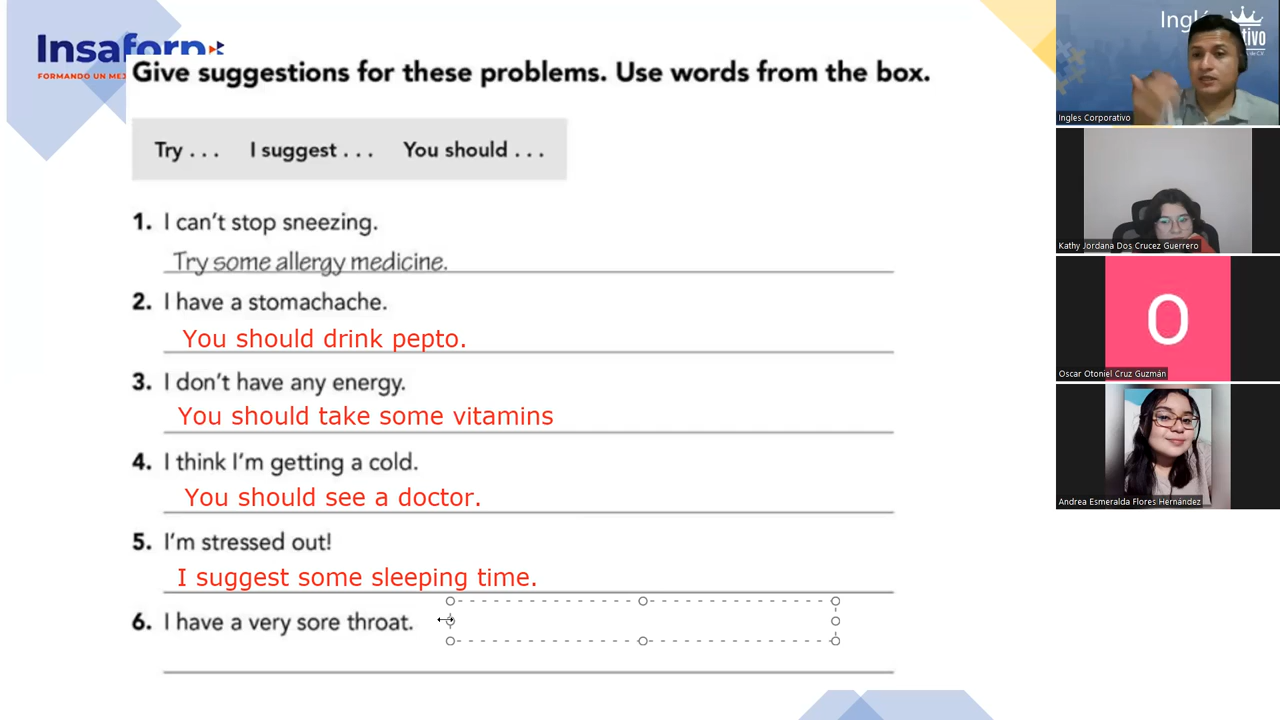 Insaforp
FORMANDO UN MEJ
Give suggestions for these problems. Use words from the box.
Try . . . I suggest . . . You should . . .
1. I can't stop sneezing.
Try some allergy medicine.
2. I have a stomachache.
You should drink pepto.
3. I don't have any energy.
You should take some vitamins
4. I think I'm getting a cold.
You should see a doctor.
5. I'm stressed out!
I suggest some sleeping time.
6. I have a very sore throat.
Ingles Corporativo
Kathy Jordana Dos Crucez Guerrero
O
Oscar Otoniel Cruz Guzmán
Andrea Esmeralda Flores Hernández